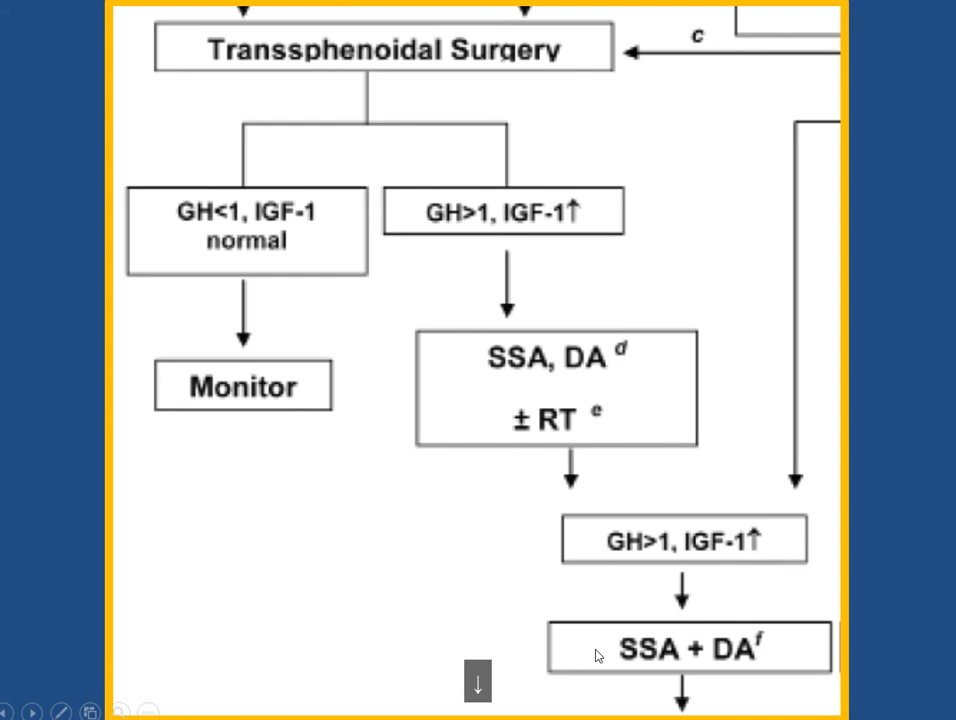 Transsphenoidal Surgery
c
GH<1, IGF-1
normal
GH>1, IGF-1↑
SSA, DA d
± RT e
Monitor
GH>1, IGF-1↑
SSA + DA f